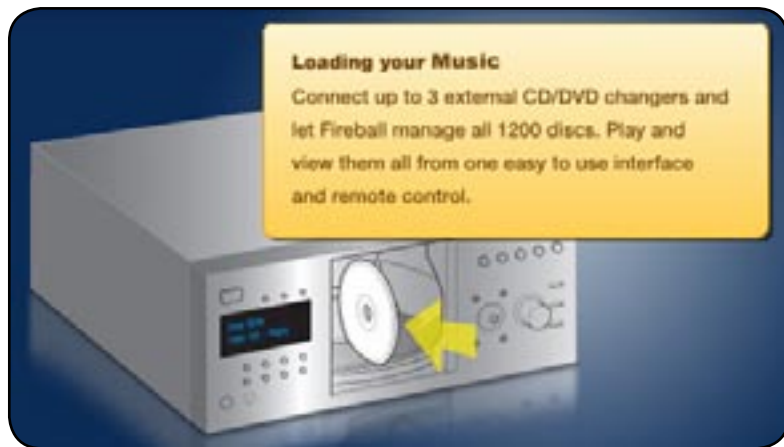 Loading your Music
Connect up to 3 external CD/DVD changers and
let Fireball manage all 1200 discs. Play and
view them all from one easy to use interface
and remote control.